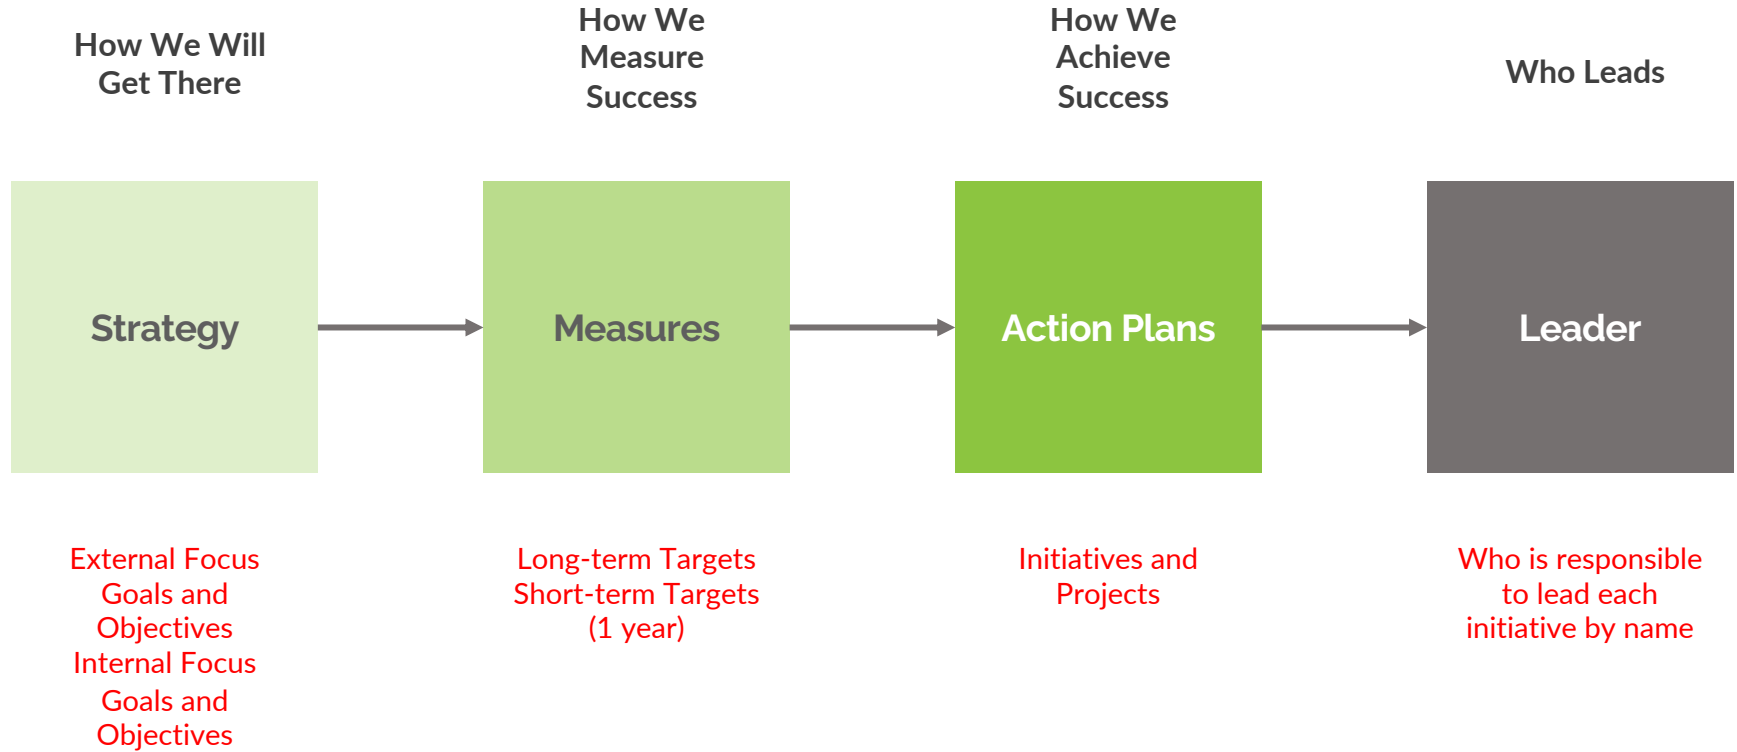 How We Will
Get There
How We
Measure
Success
How We
Achieve
Success
Who Leads
Strategy
Measures
Action Plans
Leader
External Focus
Goals and
Objectives
Internal Focus
Goals and
Objectives
Long-term Targets
Short-term Targets
(1 year)
Initiatives and
Projects
Who is responsible
to lead each
initiative by name